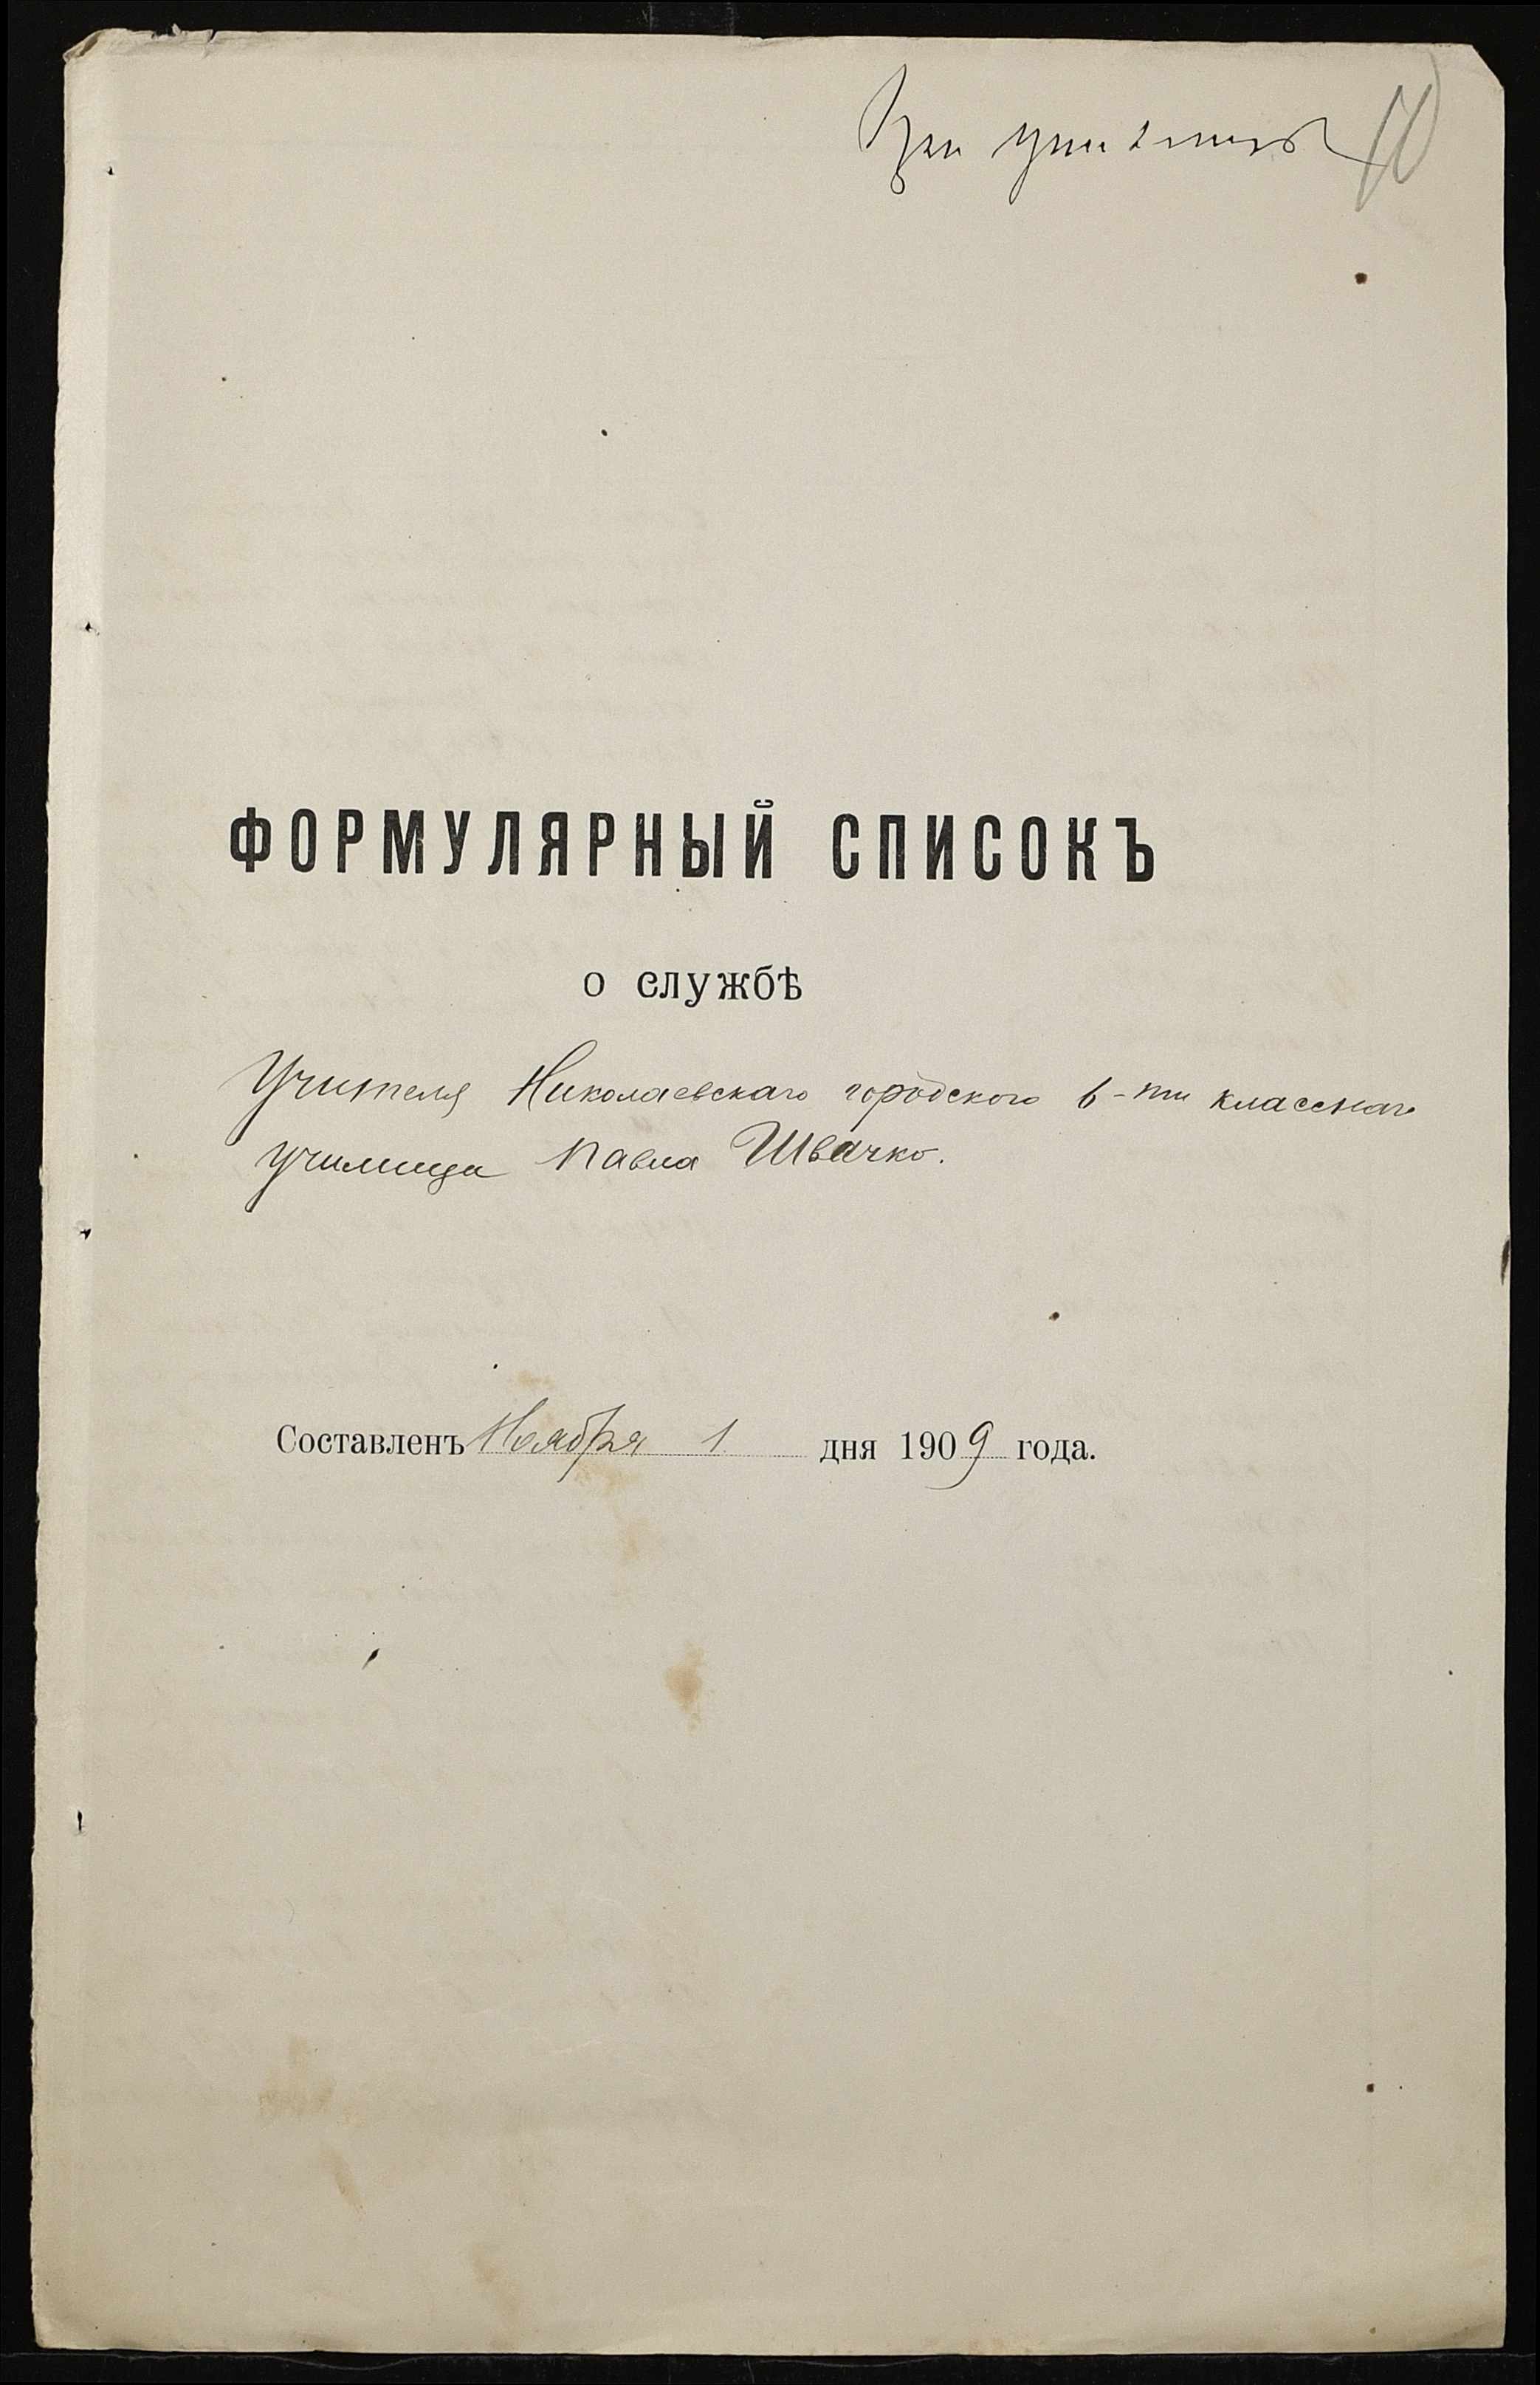 ФОРМУЛЯРНЫЙ СПИСОКЪ
о службѣ
Учителя Николаевскаго городского 6-ти класснаго
училища Павла Швачко.
Составленъ Ноября 1 дня 1909 года.